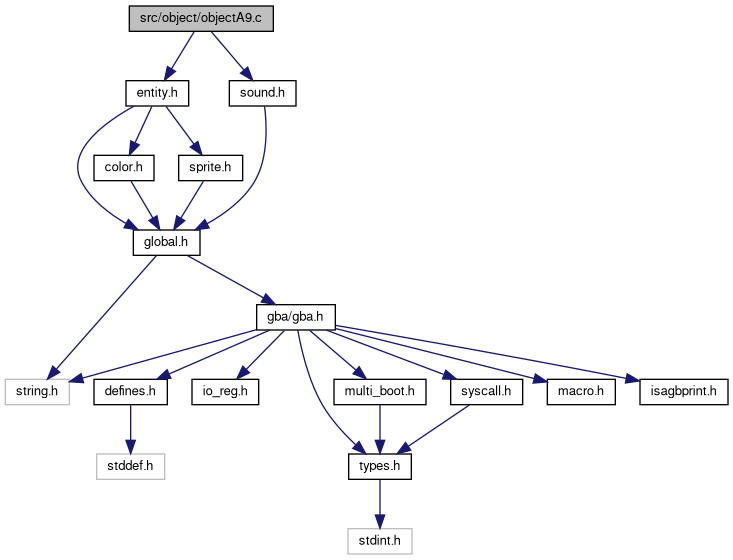 src/object/objectA9.c
entity.h
sound.h
color.h
sprite.h
global.h
gba/gba.h
string.h
defines.h
io_reg.h
multi_boot.h
syscall.h
macro.h
isagbprint.h
stddef.h
types.h
stdint.h